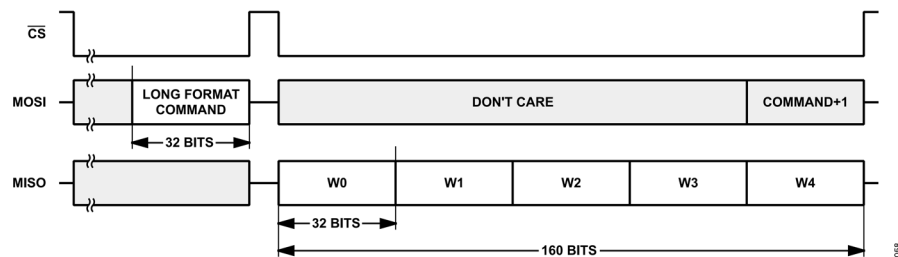 CS
MOSI
LONG FORMAT
COMMAND
DON'T CARE
COMMAND+1
32 BITS
MISO
W0
W1
W2
W3
W4
32 BITS
160 BITS
068